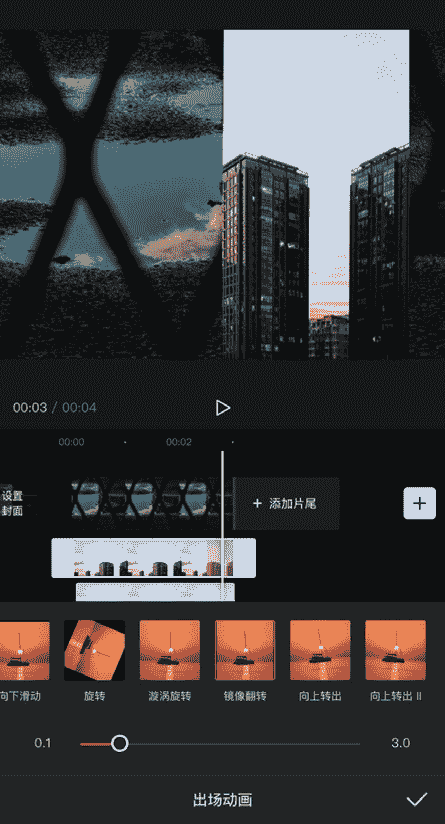 00:03 / 00:04
00:00
00:02
设置
封面
+ 添加片尾
+
向下滑动
旋转
漩涡旋转
镜像翻转
向上转出
向上转出 II
0.1
3.0
出场动画